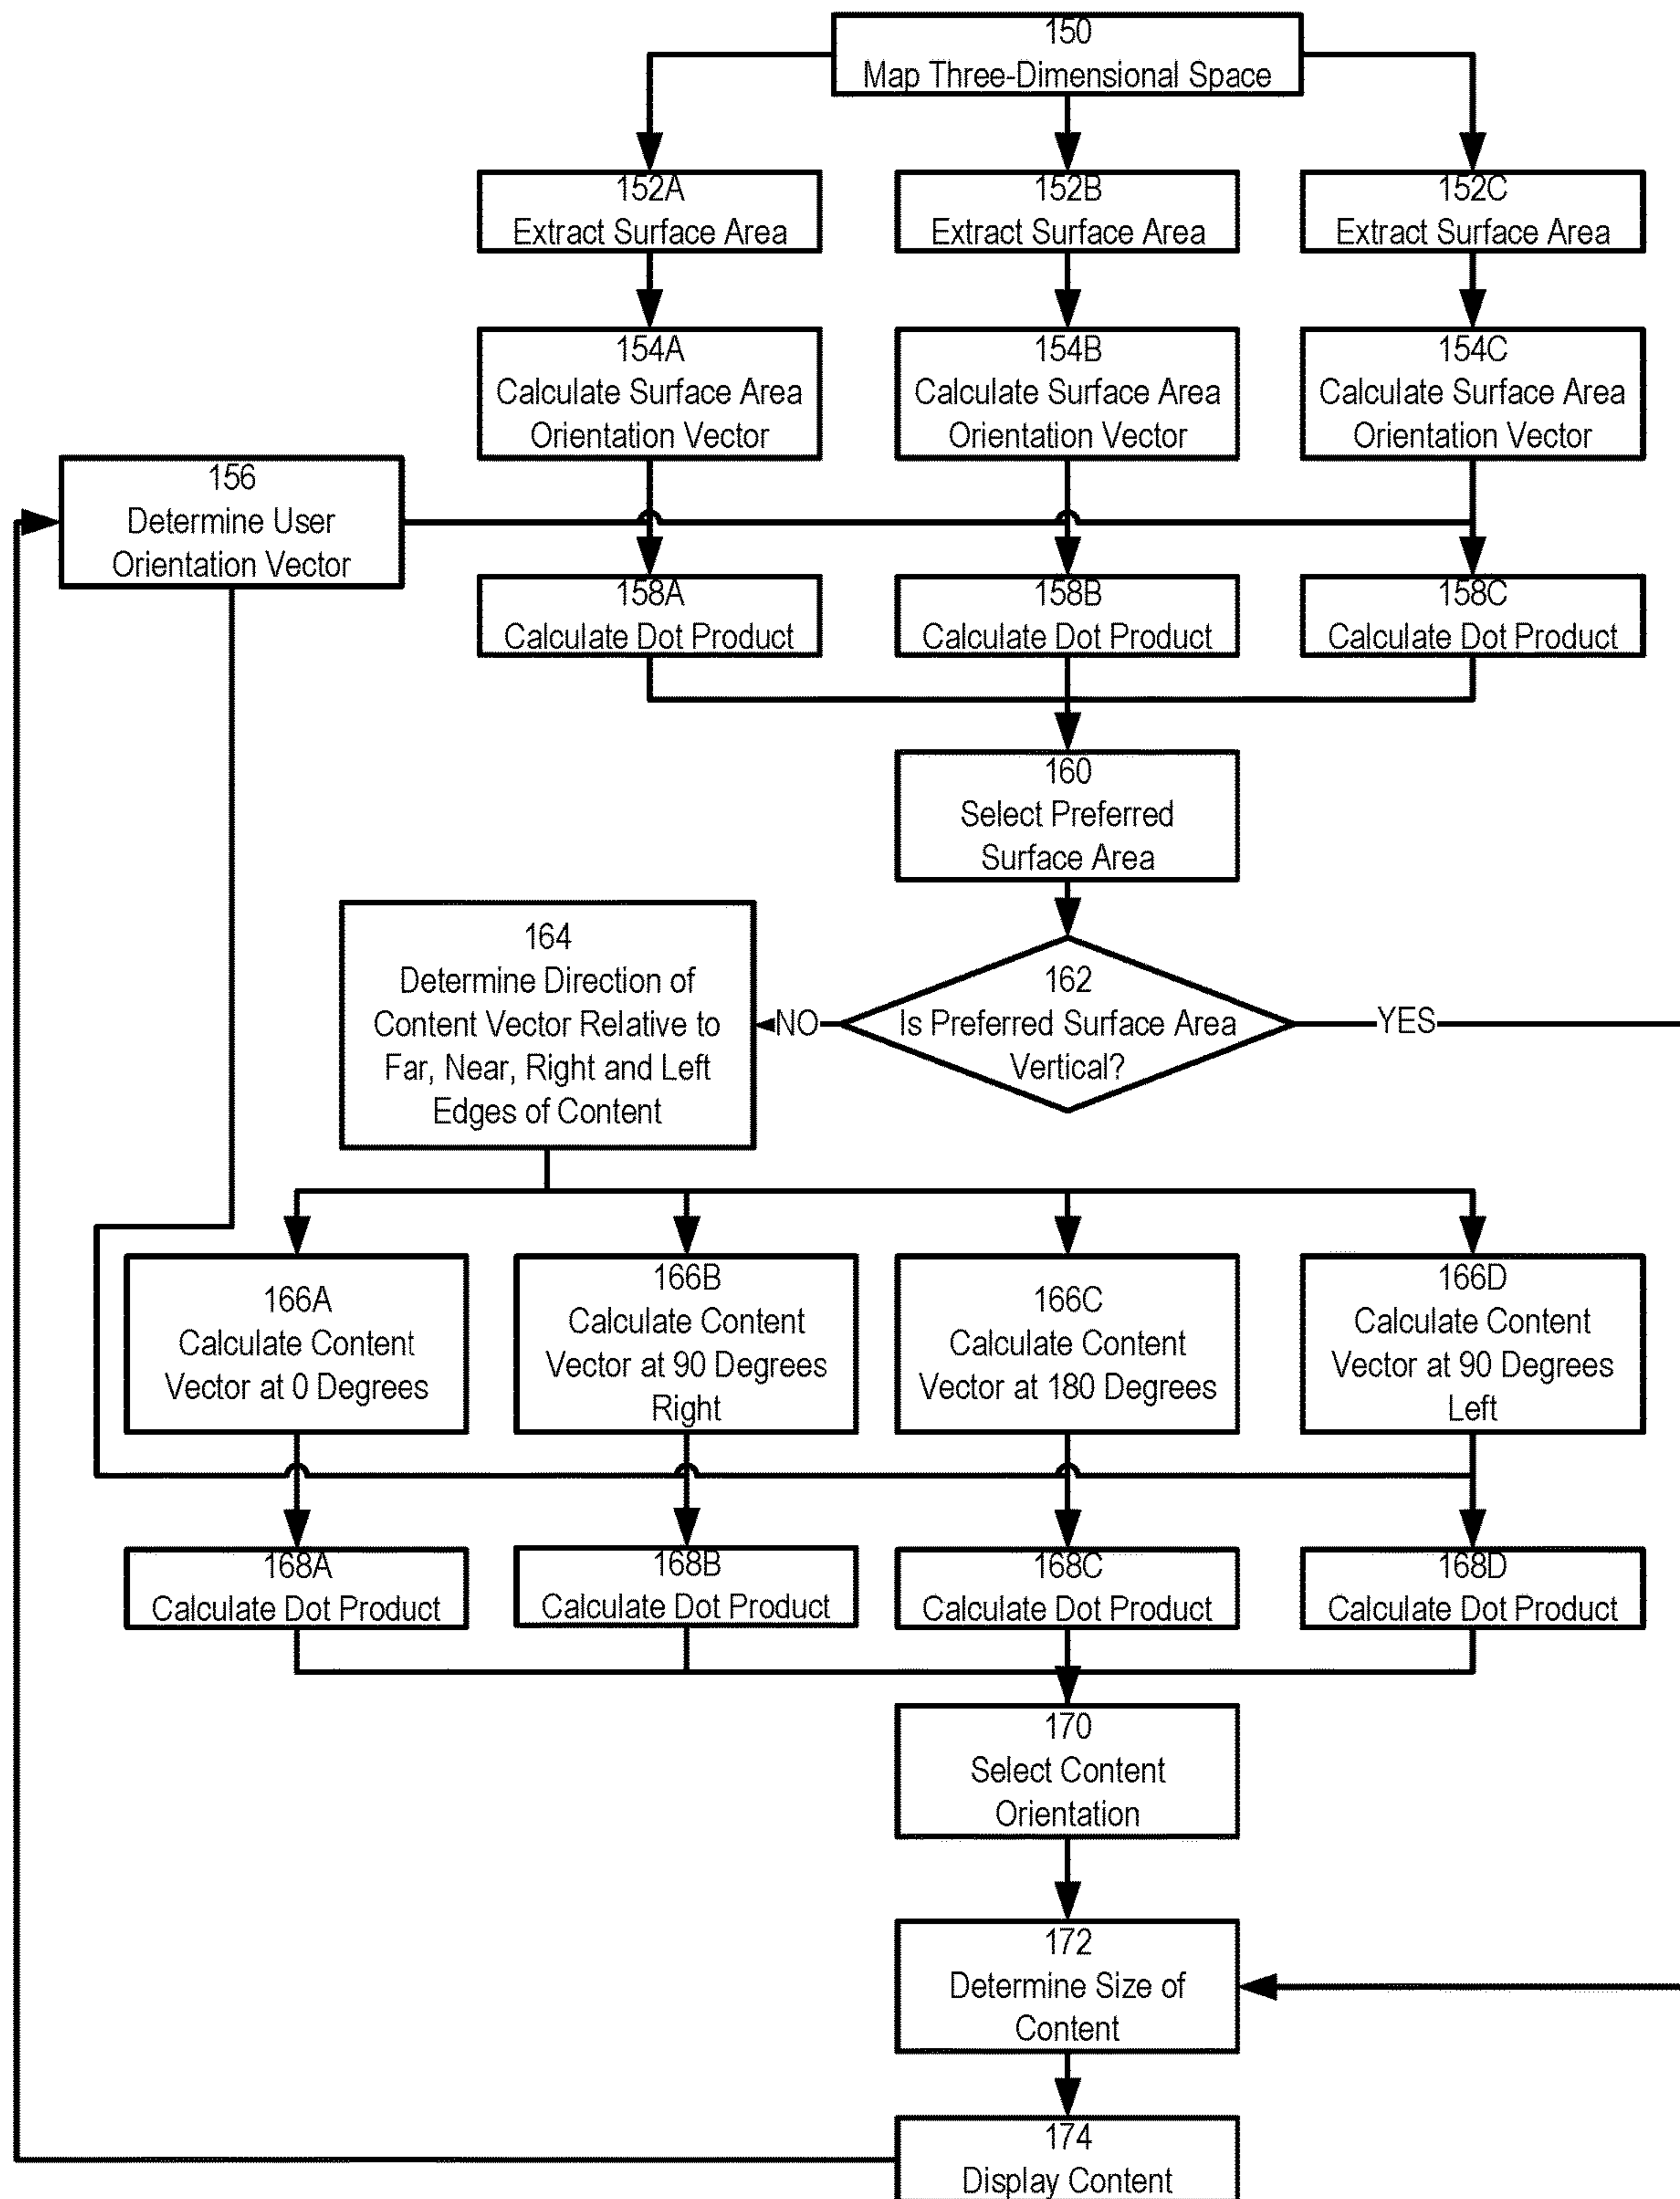 150
Map Three-Dimensional Space
152A
Extract Surface Area
152B
Extract Surface Area
152C
Extract Surface Area
154A
Calculate Surface Area
Orientation Vector
154B
Calculate Surface Area
Orientation Vector
154C
Calculate Surface Area
Orientation Vector
156
Determine User
Orientation Vector
158A
Calculate Dot Product
158B
Calculate Dot Product
158C
Calculate Dot Product
160
Select Preferred
Surface Area
162
Is Preferred Surface Area
Vertical?
NO
YES
164
Determine Direction of
Content Vector Relative to
Far, Near, Right and Left
Edges of Content
166A
Calculate Content
Vector at 0 Degrees
166B
Calculate Content
Vector at 90 Degrees
Right
166C
Calculate Content
Vector at 180 Degrees
166D
Calculate Content
Vector at 90 Degrees
Left
168A
Calculate Dot Product
168B
Calculate Dot Product
168C
Calculate Dot Product
168D
Calculate Dot Product
170
Select Content
Orientation
172
Determine Size of
Content
174
Display Content